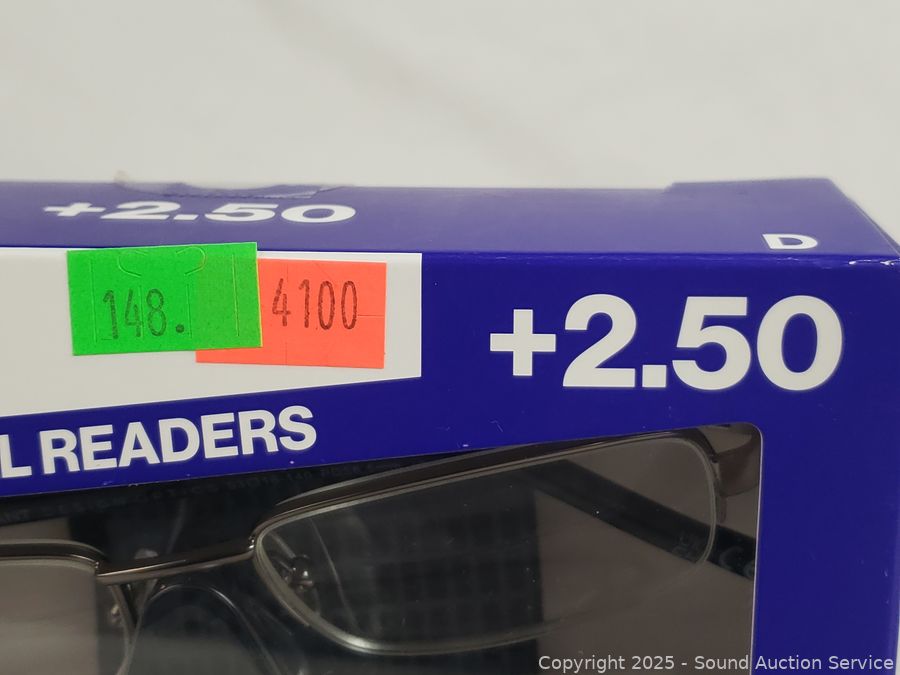 +2.50
D
148.
4100
+2.50
L READERS
Copyright © 2025 - Sound Auction Service